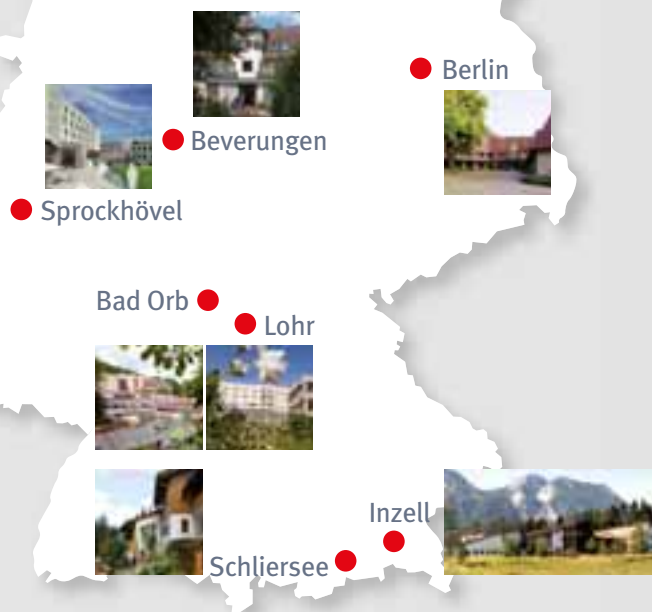 Berlin
Beverungen
Sprockhövel
Bad Orb
Lohr
Inzell
Schliersee